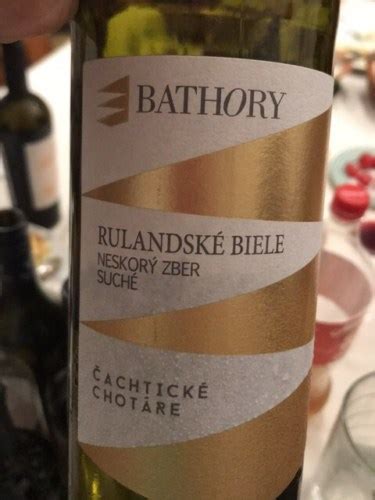 BATHORY
RULANDSKÉ BIELE
NESKORÝ ZBER
SUCHÉ
ČACHTICKÉ
CHOTÁRE